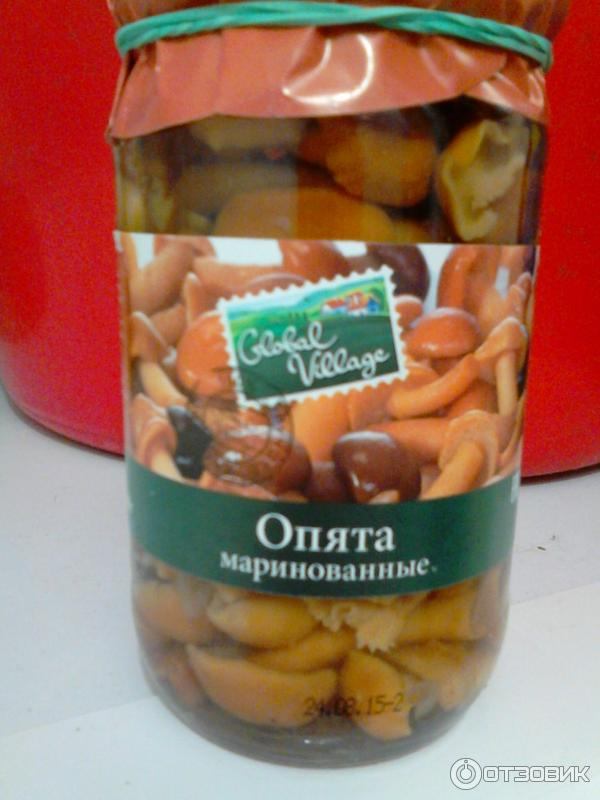 Global
Village
Опята
маринованные
24.08.15-2
ОТЗОВИК